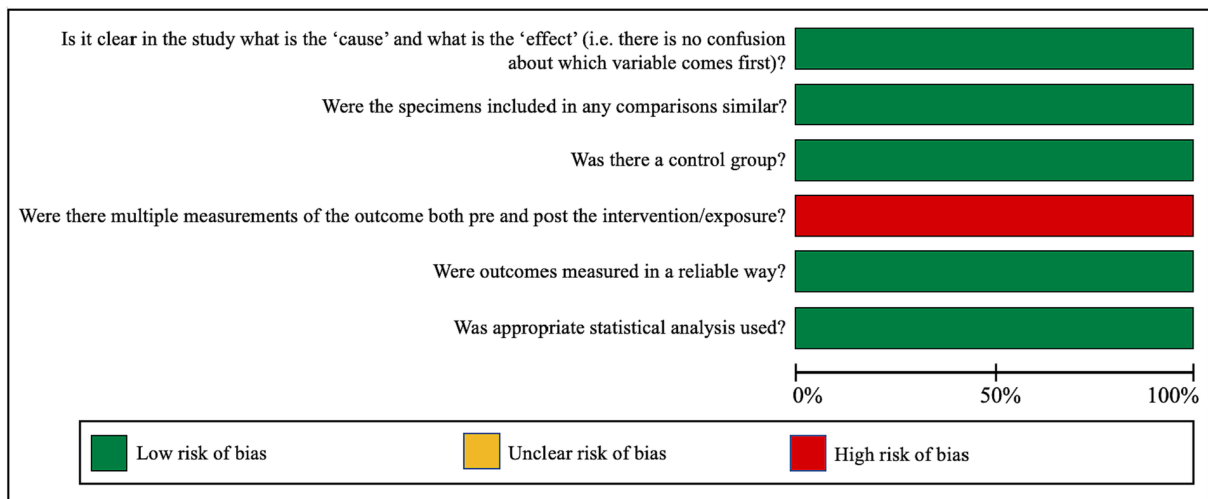 Is it clear in the study what is the ‘cause’ and what is the ‘effect’ (i.e. there is no confusion
about which variable comes first)?
Were the specimens included in any comparisons similar?
Was there a control group?
Were there multiple measurements of the outcome both pre and post the intervention/exposure?
Were outcomes measured in a reliable way?
Was appropriate statistical analysis used?
0% 50% 100%
Low risk of bias Unclear risk of bias High risk of bias